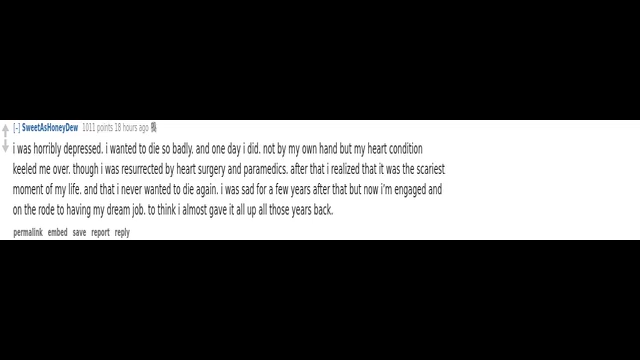 [-] SweetAsHoneyDew 1011 points 18 hours ago
i was horribly depressed. i wanted to die so badly. and one day i did. not by my own hand but my heart condition
keeled me over. though i was resurrected by heart surgery and paramedics. after that i realized that it was the scariest
moment of my life. and that i never wanted to die again. i was sad for a few years after that but now i'm engaged and
on the rode to having my dream job. to think i almost gave it all up all those years back.
permalink embed save report reply